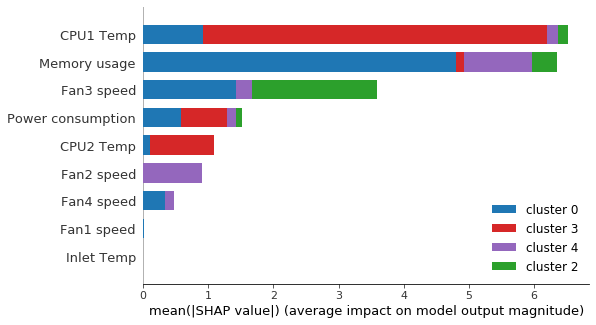 CPU1 Temp
Memory usage
Fan3 speed
Power consumption
CPU2 Temp
Fan2 speed
Fan4 speed
Fan1 speed
Inlet Temp
cluster 0
cluster 3
cluster 4
cluster 2
0 1 2 3 4 5 6
mean(|SHAP value|) (average impact on model output magnitude)